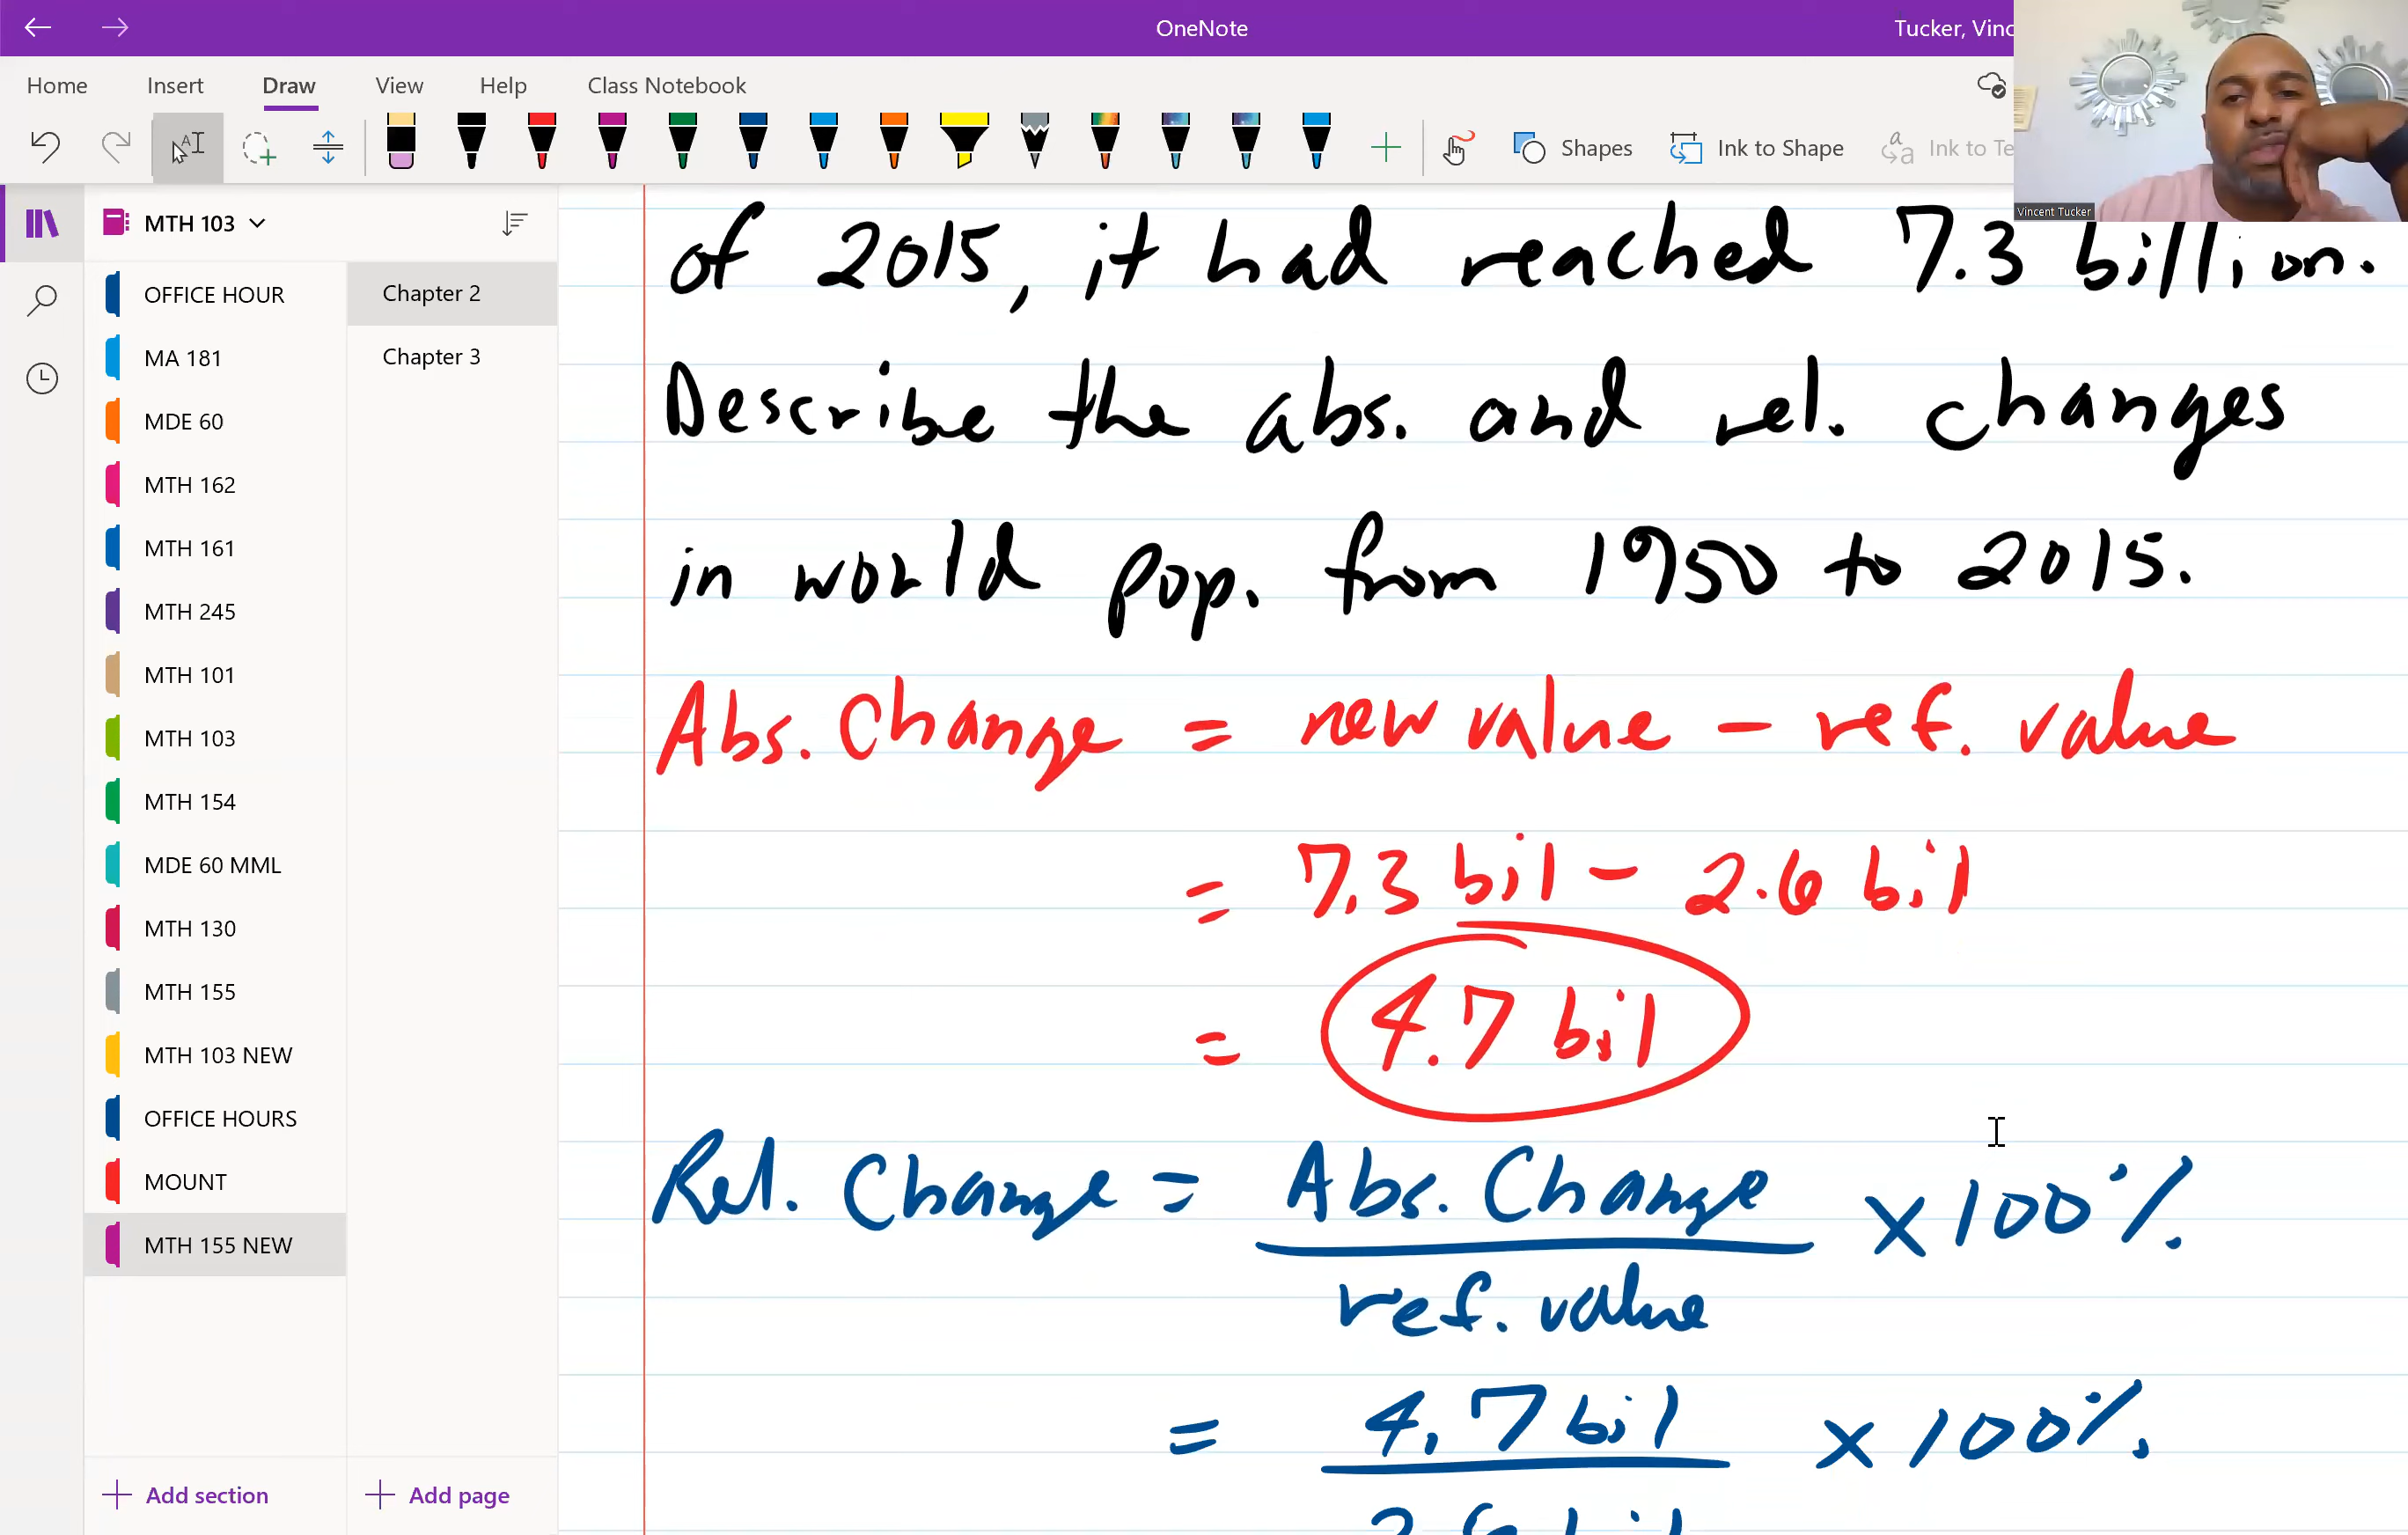 OneNote
Tucker, Vinc
Home Insert Draw View Help Class Notebook
Shapes Ink to Shape Ink to Te
Vincent Tucker
MTH 103
OFFICE HOUR
MA 181
MDE 60
MTH 162
MTH 161
MTH 245
MTH 101
MTH 103
MTH 154
MDE 60 MML
MTH 130
MTH 155
MTH 103 NEW
OFFICE HOURS
MOUNT
MTH 155 NEW
Add section
Chapter 2
Chapter 3
Add page
of 2015, it had reached 7.3 billion.
Describe the abs. and rel. changes
in world pop. from 1950 to 2015.
Abs. Change = new value – ref. value
= 7.3 bil – 2.6 bil
= 4.7 bil
Rel. Change = Abs. Change × 100%.
ref. value
= 4.7 bil × 100%.